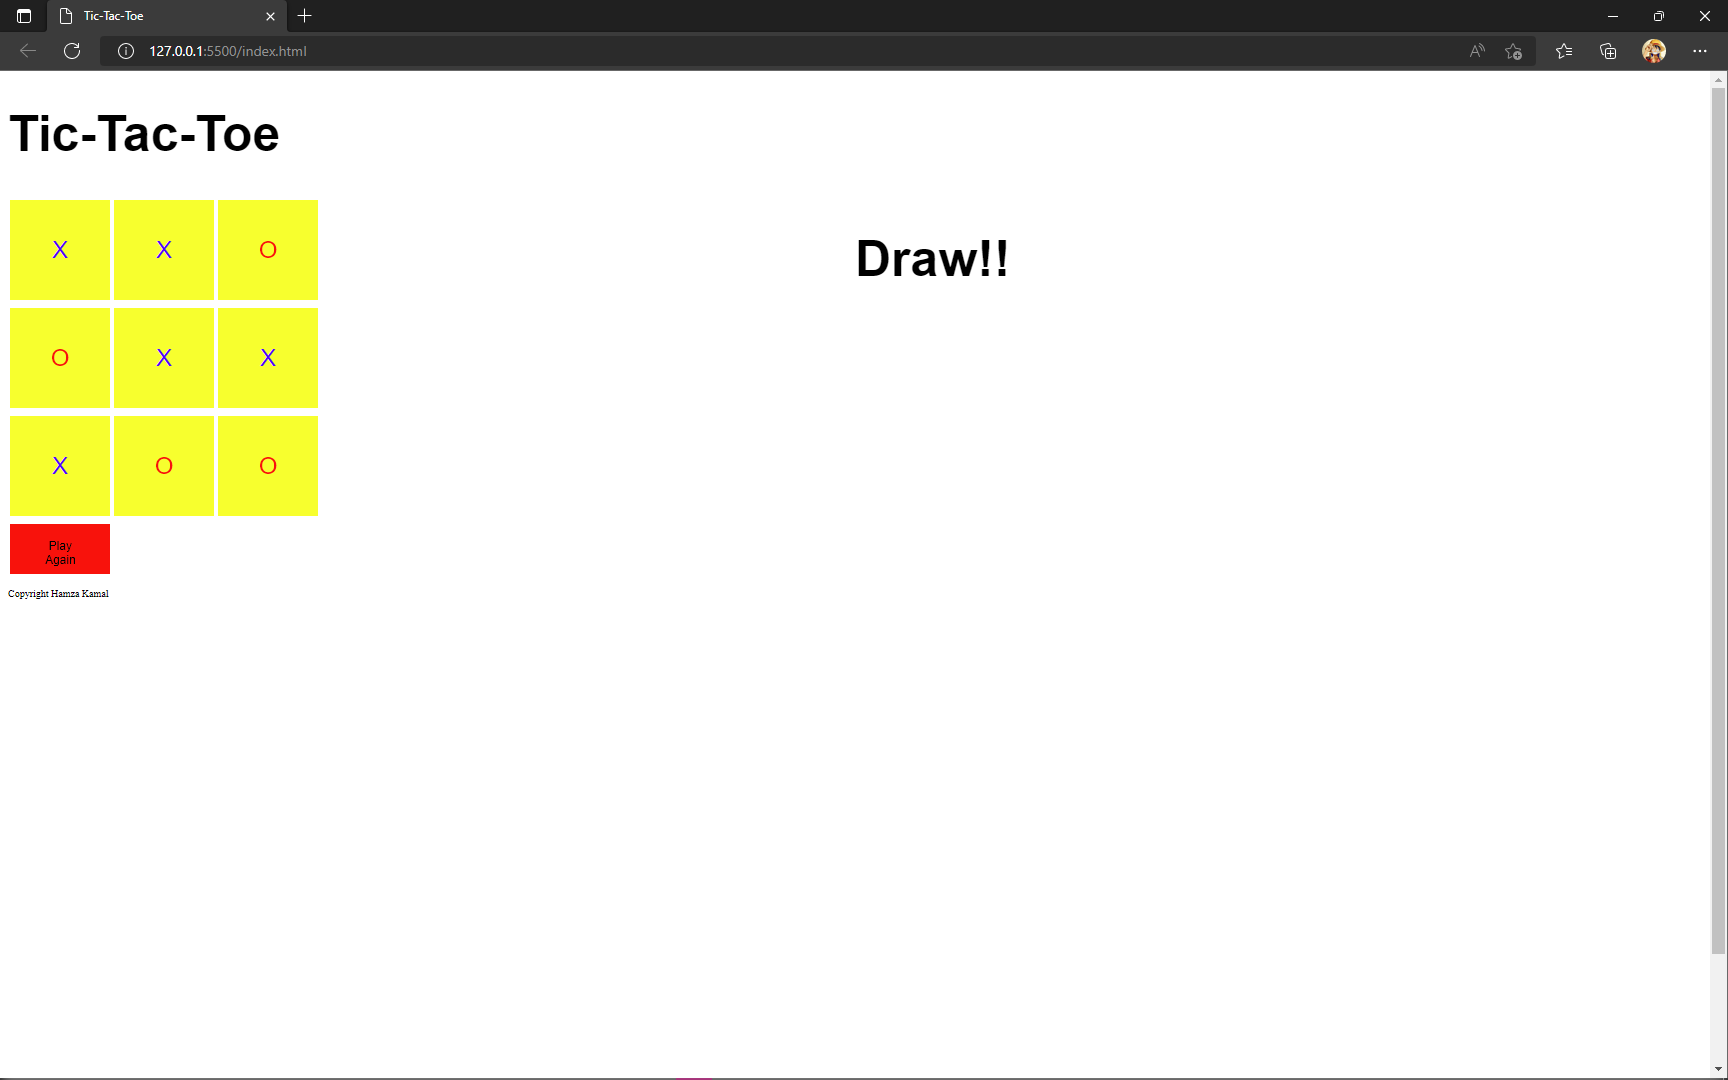 Tic-Tac-Toe
127.0.0.1:5500/index.html
Tic-Tac-Toe
X X O
Draw!!
O X X
X O O
Play
Again
Copyright Hamza Kamal